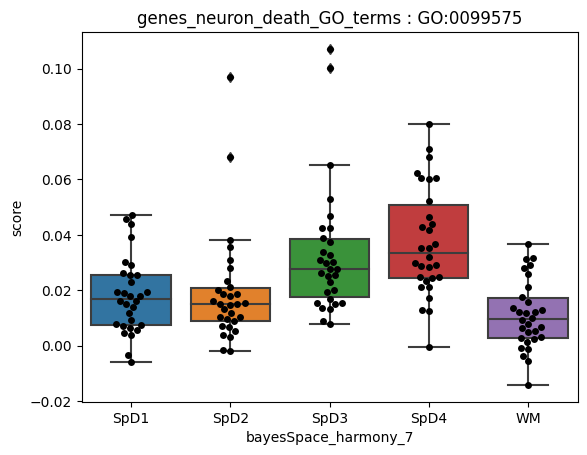 genes_neuron_death_GO_terms : GO:0099575
0.10
0.08
0.06
0.04
0.02
0.00
−0.02
score
SpD1 SpD2 SpD3 SpD4 WM
bayesSpace_harmony_7